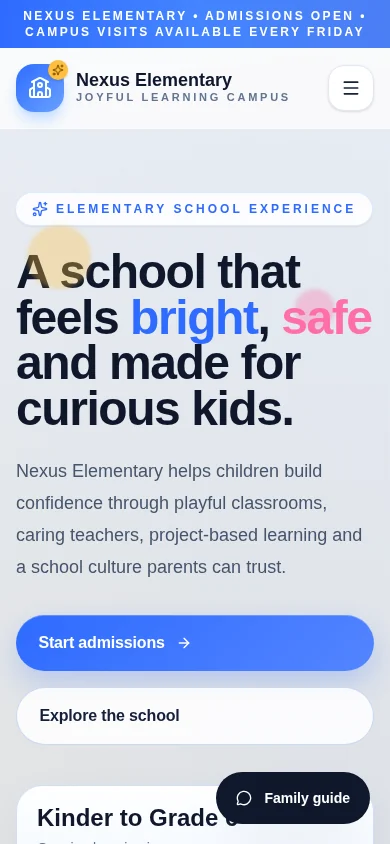 NEXUS ELEMENTARY • ADMISSIONS OPEN •
CAMPUS VISITS AVAILABLE EVERY FRIDAY
Nexus Elementary
JOYFUL LEARNING CAMPUS
ELEMENTARY SCHOOL EXPERIENCE
A school that
feels bright, safe
and made for
curious kids.
Nexus Elementary helps children build
confidence through playful classrooms,
caring teachers, project-based learning and
a school culture parents can trust.
Start admissions
Explore the school
Family guide
Kinder to Grade